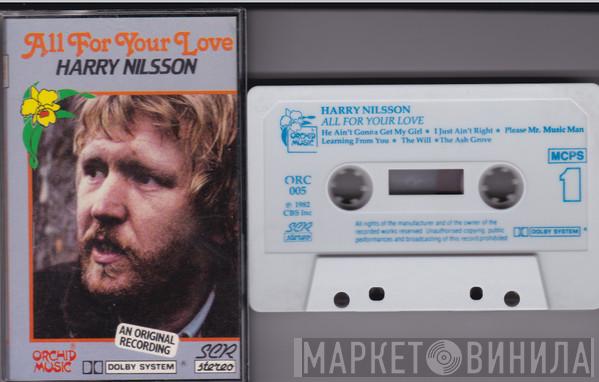 All For Your Love
HARRY NILSSON
AN ORIGINAL
RECORDING
ORCHID
MUSIC
DOLBY SYSTEM
SCR
stereo
HARRY NILSSON
ALL FOR YOUR LOVE
He Ain't Gonna Get My Girl • I Just Ain't Right • Please Mr. Music Man
Learning From You • The Will • The Ash Grove
ORCHID
MUSIC
MCPS
1
ORC
005
℗ 1982
CBS Inc
SCR
stereo
All rights of the manufacturer and of the owner of the
recorded works reserved. Unauthorised copying, public
performances and broadcasting of this record prohibited
DOLBY SYSTEM
МАРКЕТ ВИНИЛА